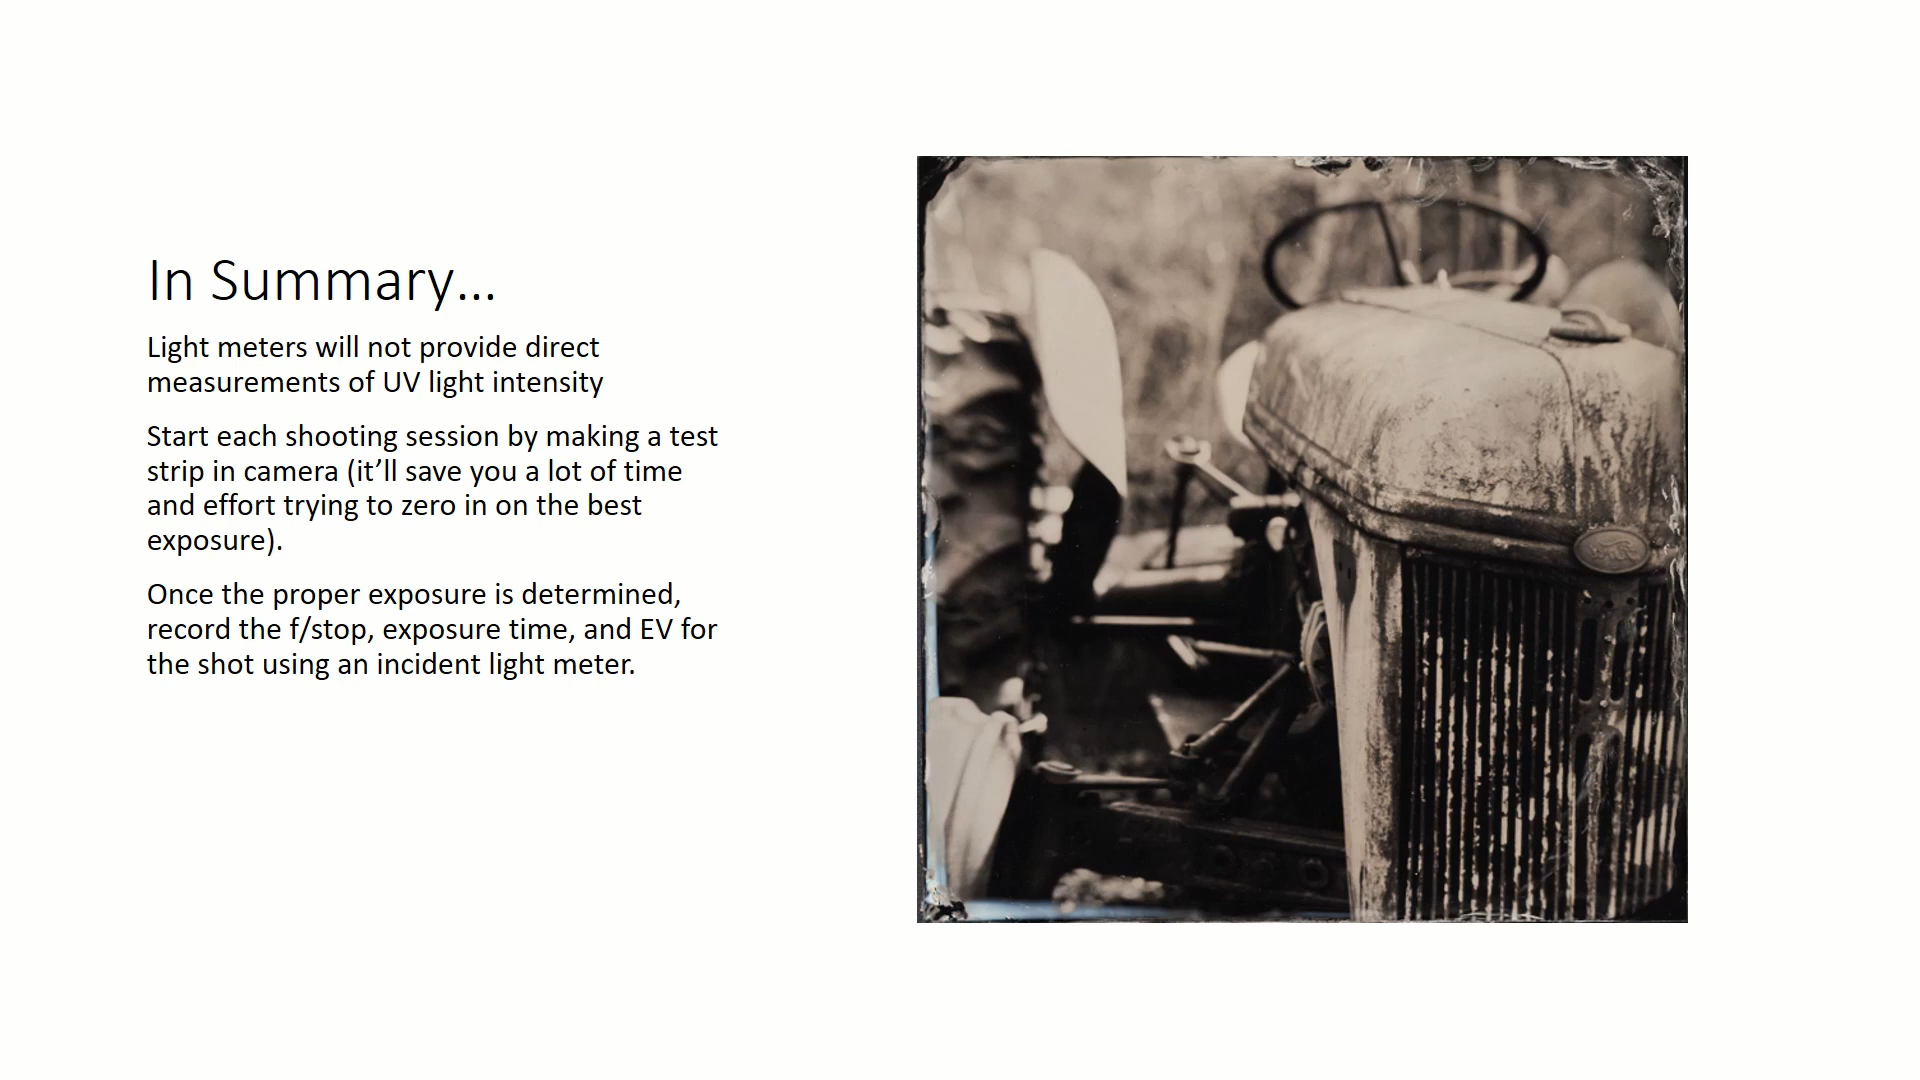 In Summary…
Light meters will not provide direct
measurements of UV light intensity
Start each shooting session by making a test
strip in camera (it’ll save you a lot of time
and effort trying to zero in on the best
exposure).
Once the proper exposure is determined,
record the f/stop, exposure time, and EV for
the shot using an incident light meter.